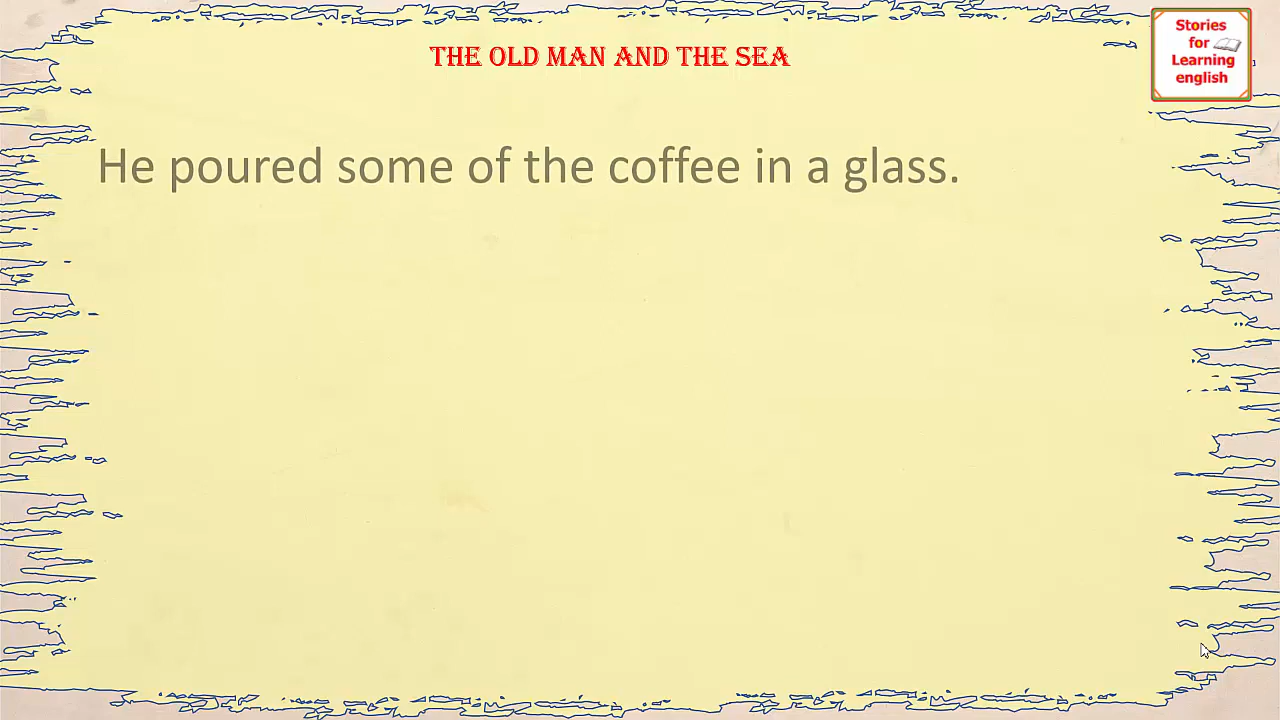 THE OLD MAN AND THE SEA
Stories
for
Learning
english
He poured some of the coffee in a glass.